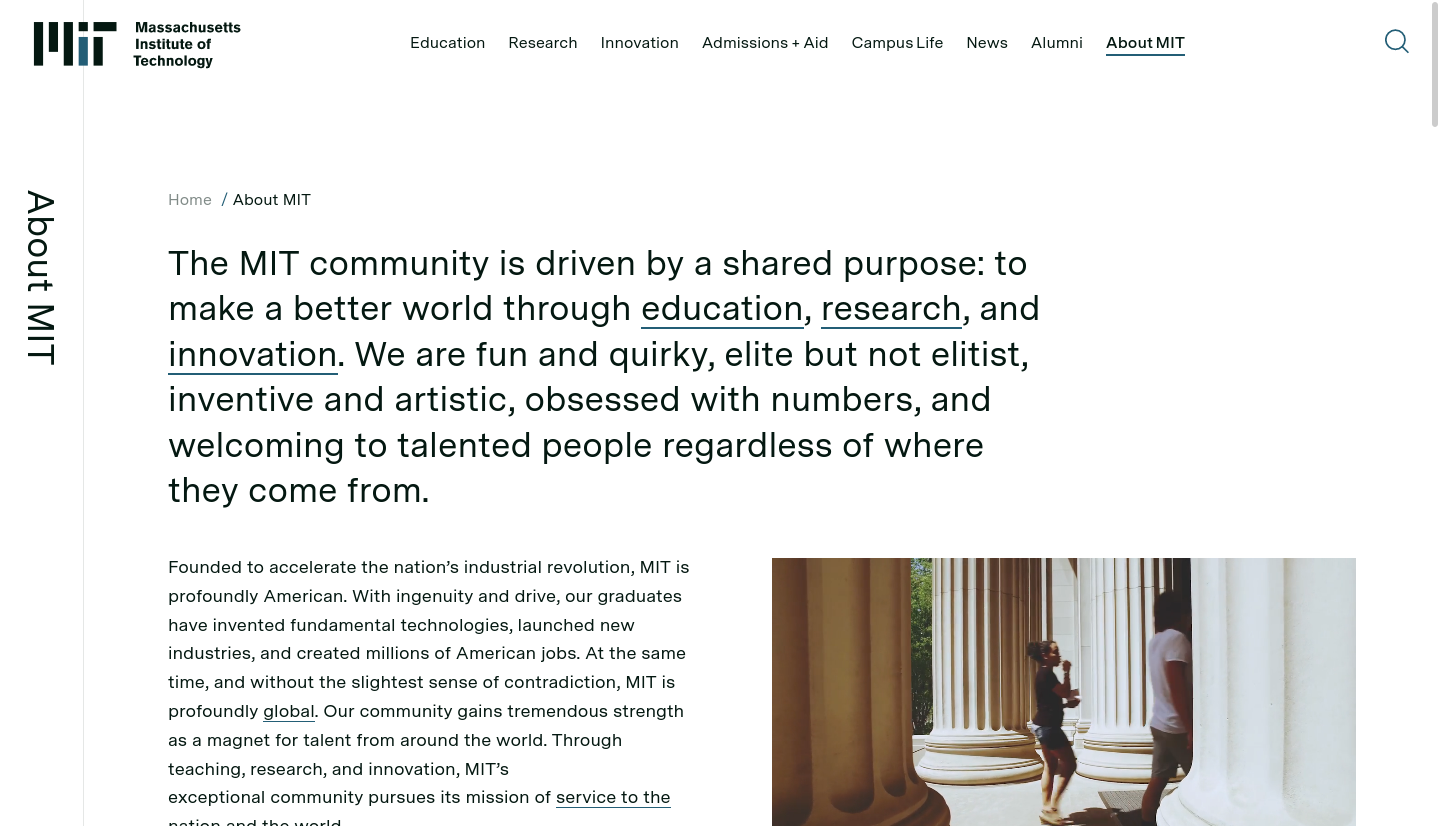 Massachusetts
Institute of
Technology
Education Research Innovation Admissions + Aid Campus Life News Alumni About MIT
About MIT
Home / About MIT
The MIT community is driven by a shared purpose: to
make a better world through education, research, and
innovation. We are fun and quirky, elite but not elitist,
inventive and artistic, obsessed with numbers, and
welcoming to talented people regardless of where
they come from.
Founded to accelerate the nation’s industrial revolution, MIT is
profoundly American. With ingenuity and drive, our graduates
have invented fundamental technologies, launched new
industries, and created millions of American jobs. At the same
time, and without the slightest sense of contradiction, MIT is
profoundly global. Our community gains tremendous strength
as a magnet for talent from around the world. Through
teaching, research, and innovation, MIT’s
exceptional community pursues its mission of service to the
nation and the world.